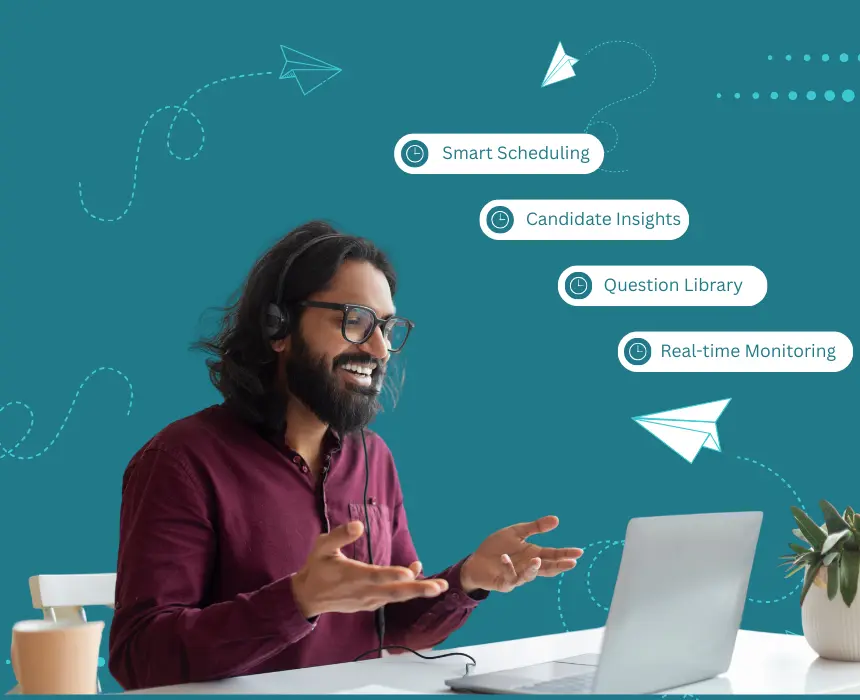 Smart Scheduling
Candidate Insights
Question Library
Real-time Monitoring